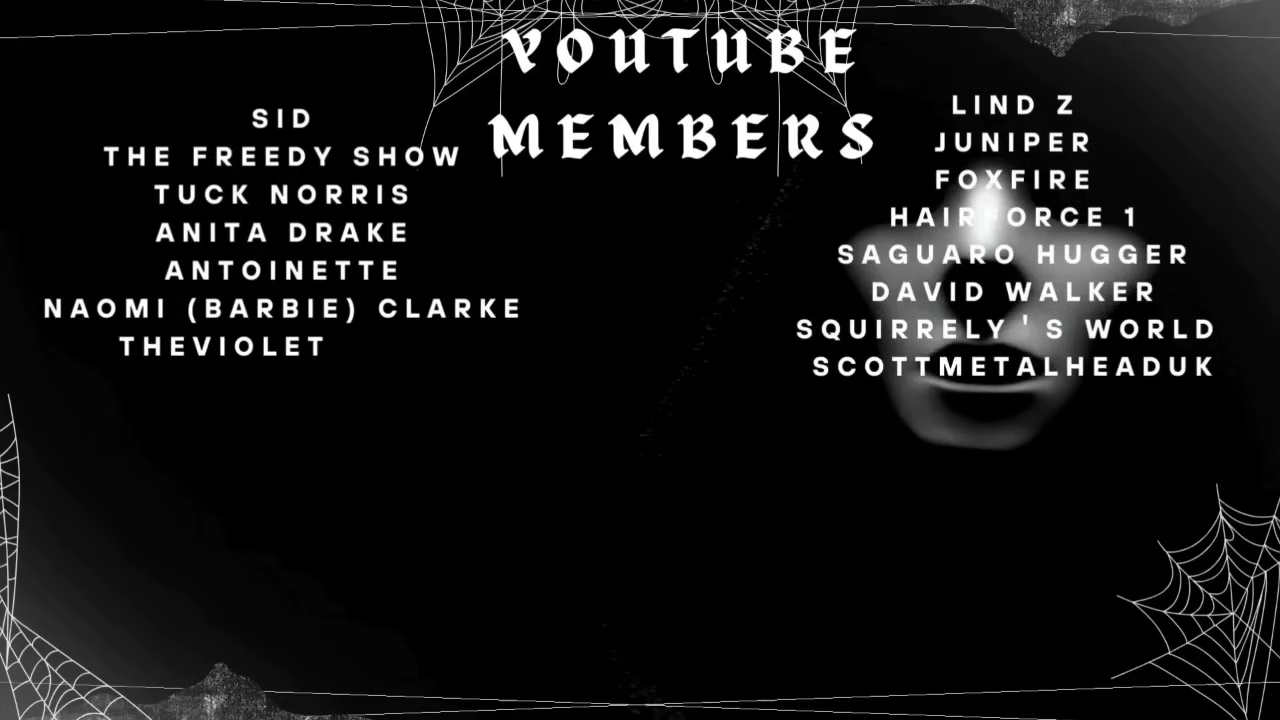 YOUTUBE
MEMBERS
SID
THE FREEDY SHOW
TUCK NORRIS
ANITA DRAKE
ANTOINETTE
NAOMI (BARBIE) CLARKE
THEVIOLET
LIND Z
JUNIPER
FOXFIRE
HAIRFORCE 1
SAGUARO HUGGER
DAVID WALKER
SQUIRRELY ' S WORLD
SCOTTMETALHEADUK